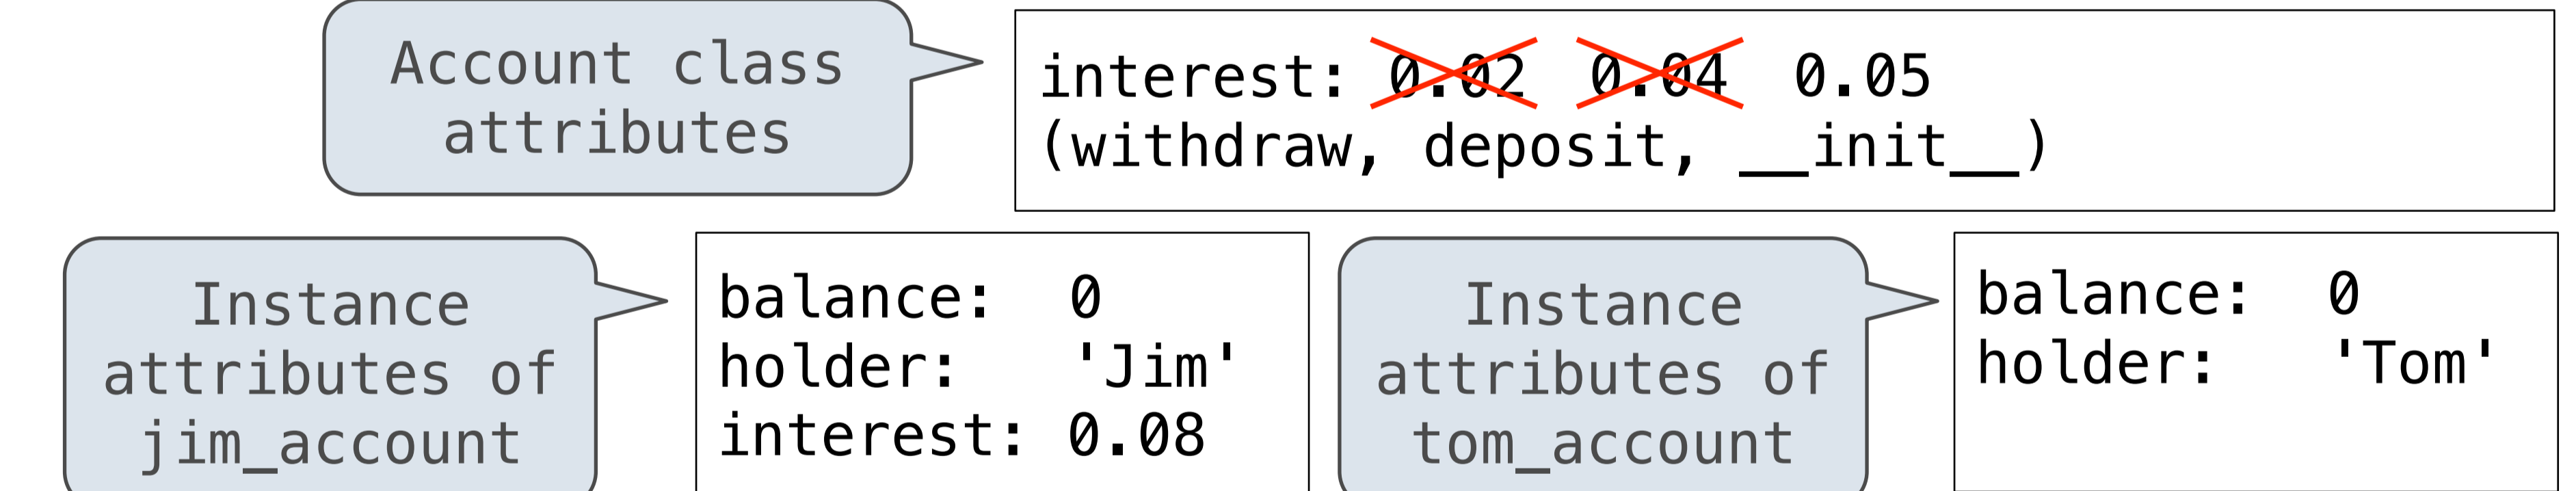 Account class
attributes
interest: 0.02 0.04 0.05
(withdraw, deposit, __init__)
Instance
attributes of
jim_account
balance: 0
holder: 'Jim'
interest: 0.08
Instance
attributes of
tom_account
balance: 0
holder: 'Tom'